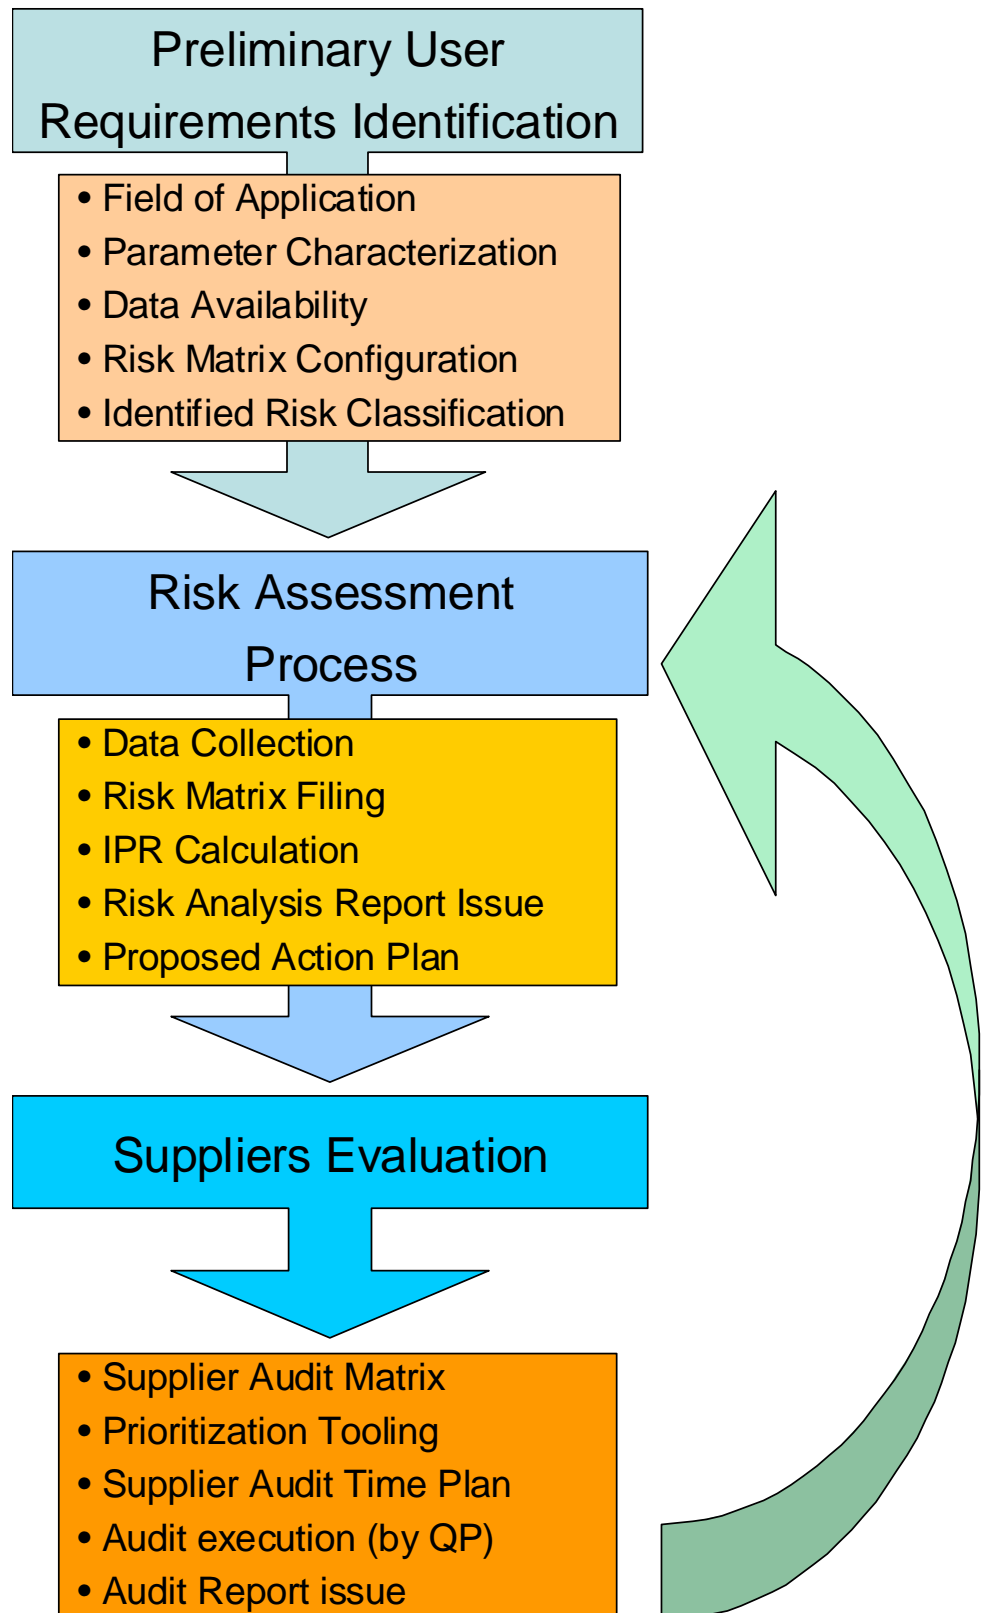 Preliminary User
Requirements Identification
• Field of Application
• Parameter Characterization
• Data Availability
• Risk Matrix Configuration
• Identified Risk Classification
Risk Assessment
Process
• Data Collection
• Risk Matrix Filing
• IPR Calculation
• Risk Analysis Report Issue
• Proposed Action Plan
Suppliers Evaluation
• Supplier Audit Matrix
• Prioritization Tooling
• Supplier Audit Time Plan
• Audit execution (by QP)
• Audit Report issue